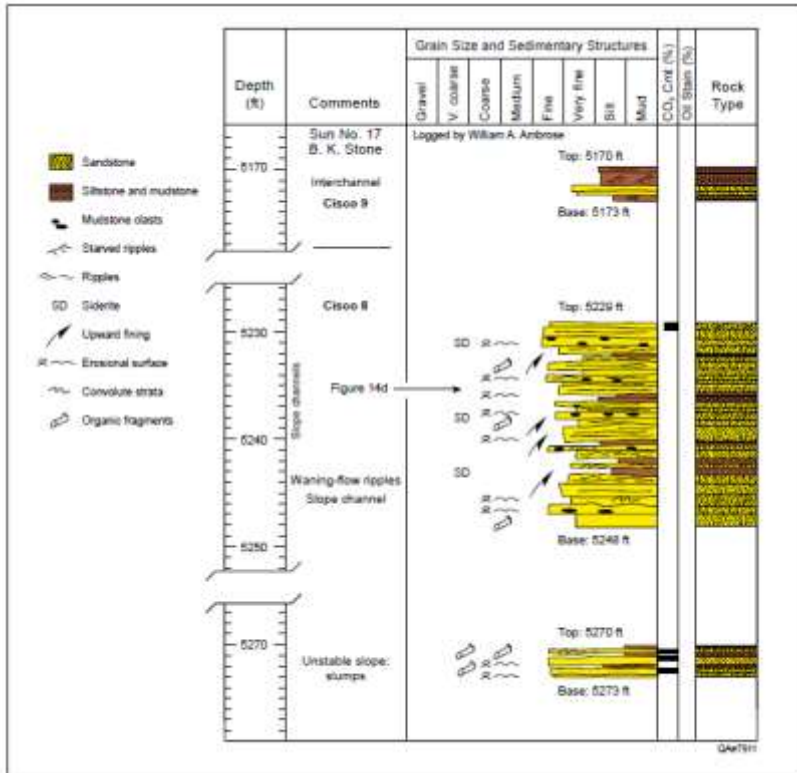 Grain Size and Sedimentary Structures
Depth
(ft)
Comments
Gravel
V. coarse
Coarse
Medium
Fine
Very fine
Silt
Mud
CO₃ Cmt (%)
Oil Stain (%)
Rock
Type
Sun No. 17
B. K. Stone
Logged by William A. Ambrose
Top: 5170 ft
5170
Interchannel
Cisco 9
Base: 5173 ft
Sandstone
Siltstone and mudstone
Mudstone clasts
Starved ripples
Ripples
SD Siderite
Upward fining
Erosional surface
Convolute strata
Organic fragments
Cisco 8
Top: 5229 ft
5230
SD
Figure 14d
Slope channels
SD
5240
SD
Waning-flow ripples
Slope channel
5250
Base: 5248 ft
Top: 5270 ft
5270
Unstable slope:
slumps
Base: 5273 ft